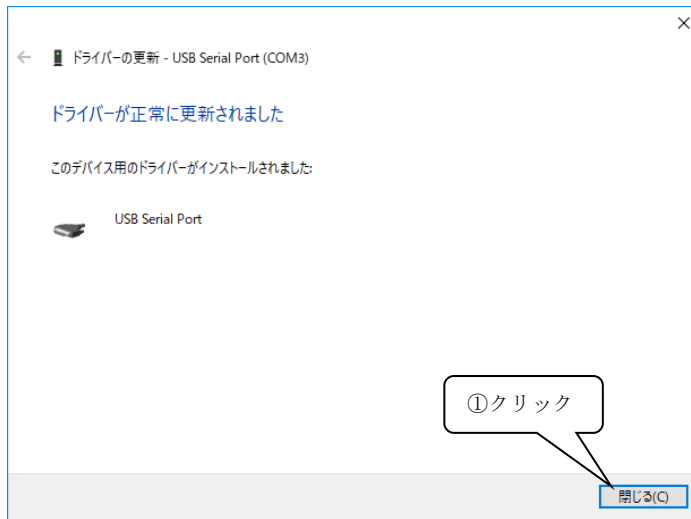 ドライバーの更新 - USB Serial Port (COM3)
ドライバーが正常に更新されました
このデバイス用のドライバーがインストールされました:
USB Serial Port
①クリック
閉じる(C)